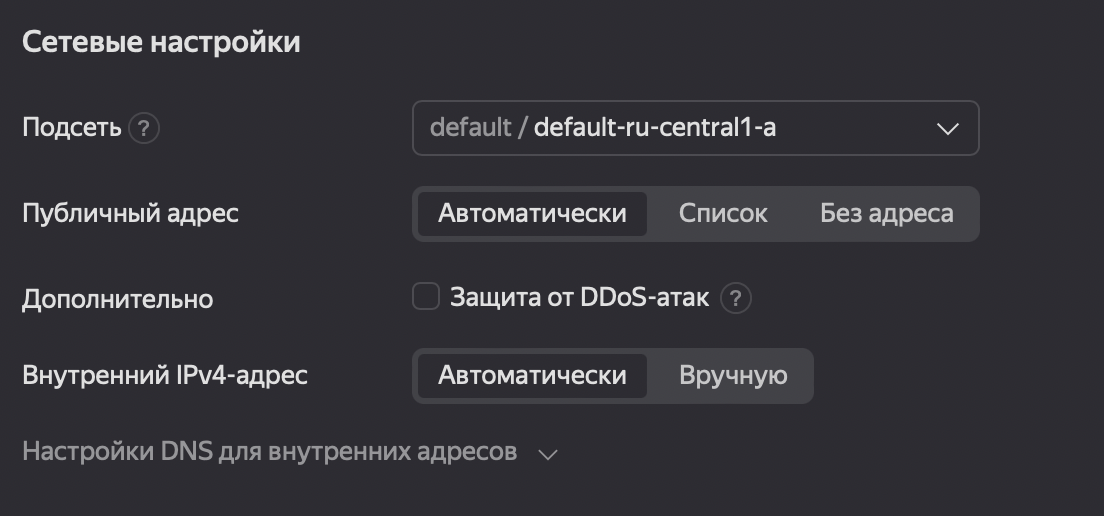 Сетевые настройки
Подсеть ? default / default-ru-central1-a
Публичный адрес Автоматически Список Без адреса
Дополнительно Защита от DDoS-атак ?
Внутренний IPv4-адрес Автоматически Вручную
Настройки DNS для внутренних адресов